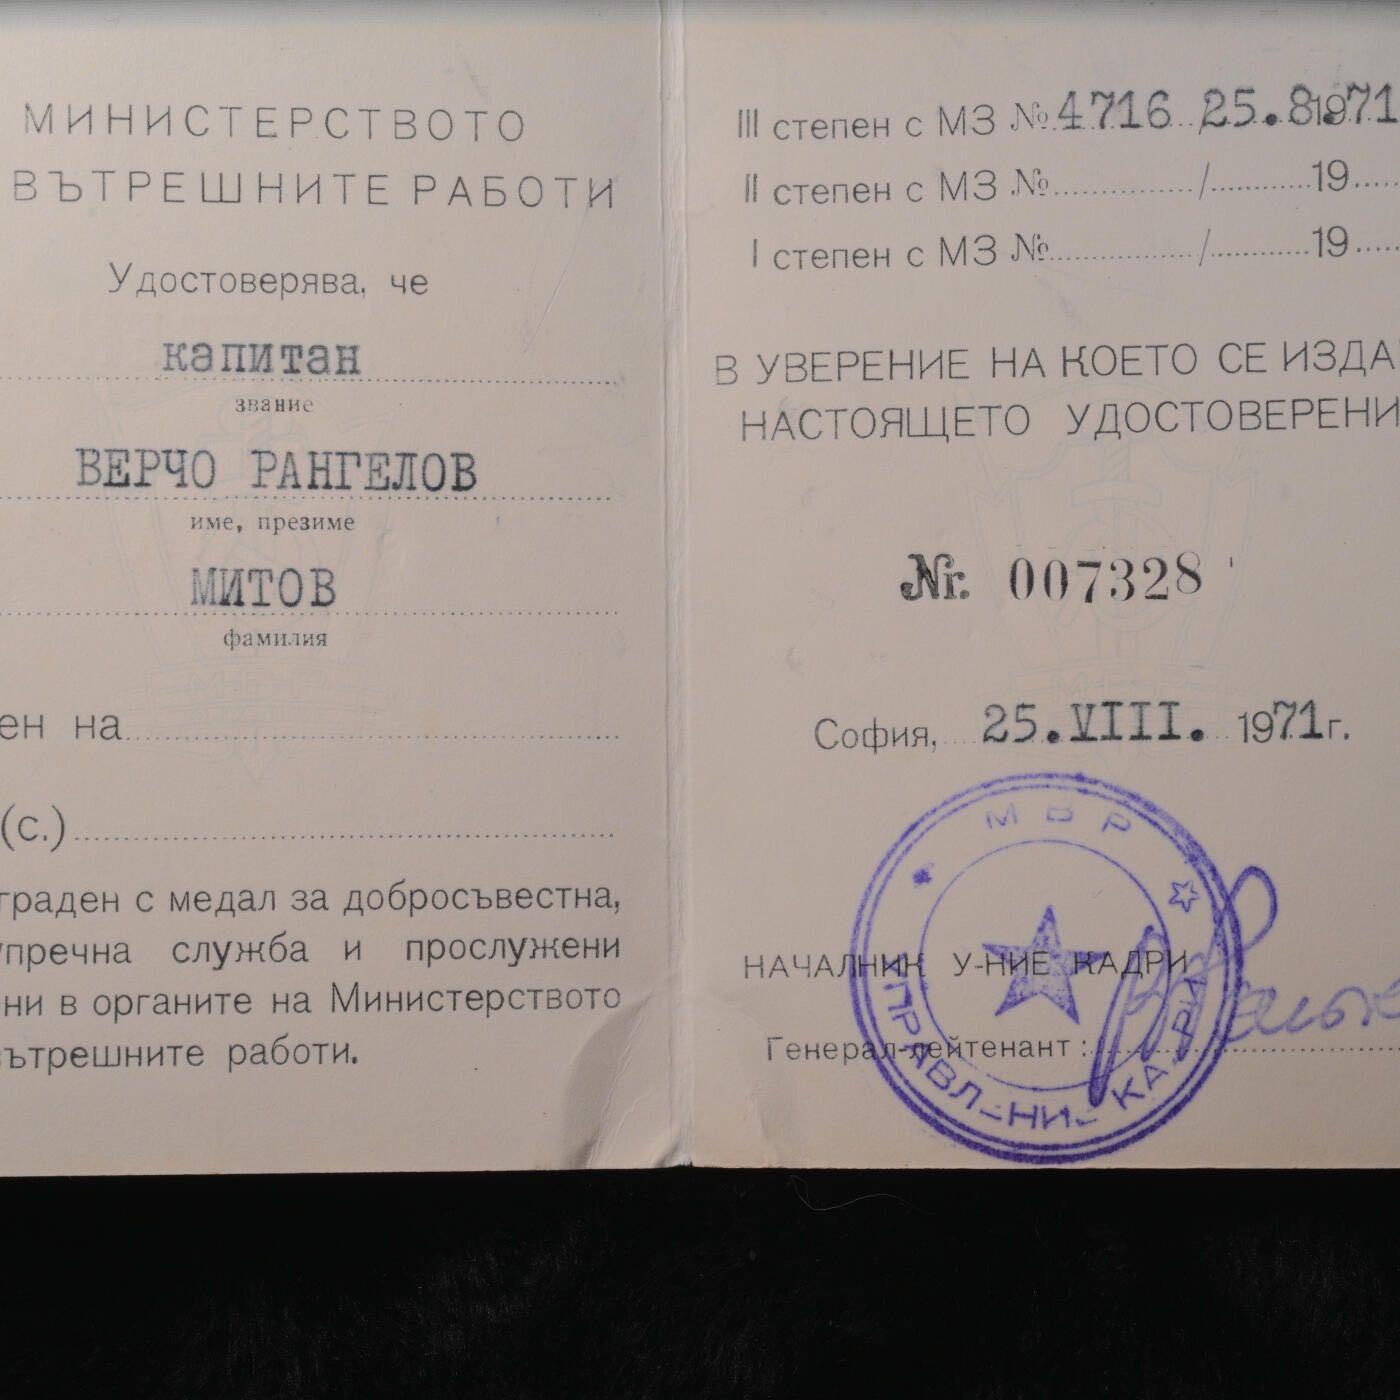 МИНИСТЕРСТВОТО
ВЪТРЕШНИТЕ РАБОТИ
Удостоверява, че
капитан
звание
ВЕРЧО РАНГЕЛОВ
име, презиме
МИТОВ
фамилия
ен на
(с.)
граден с медал за добросъвестна,
упречна служба и прослужени
ни в органите на Министерството
ътрешните работи.
III степен с МЗ № 4716 25.8.1971
II степен с МЗ № / 19
I степен с МЗ № / 19
В УВЕРЕНИЕ НА КОЕТО СЕ ИЗДА
НАСТОЯЩЕТО УДОСТОВЕРЕНИ
Nr. 007328
София, 25.VIII. 1971 г.
МВР
НАЧАЛНИК У-НИЕ КАДРИ
Генерал-лейтенант :
УПРАВЛЕНИЕ КАДРИ
М В Р